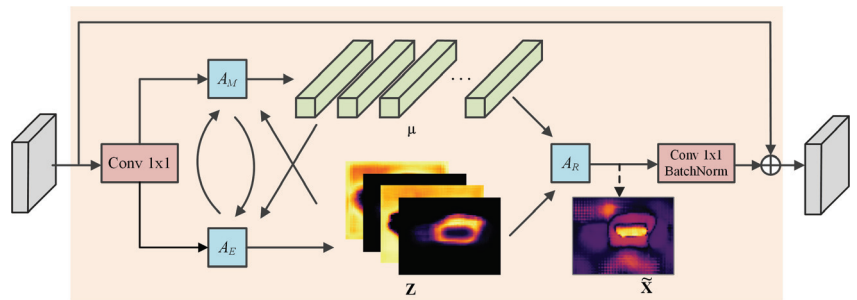 A_M
...
μ
Conv 1x1
A_R
Conv 1x1
BatchNorm
A_E
Z
X̃